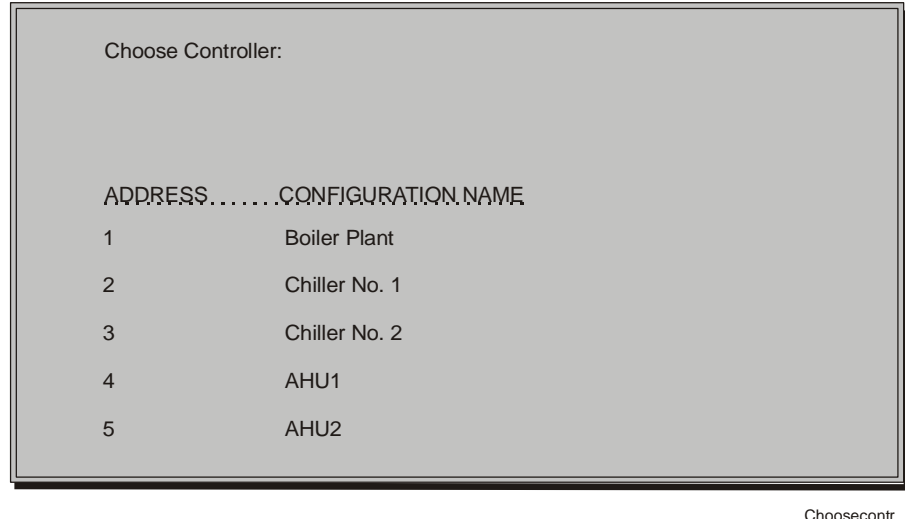 Choose Controller:
ADDRESS.......CONFIGURATION NAME
1 Boiler Plant
2 Chiller No. 1
3 Chiller No. 2
4 AHU1
5 AHU2
Choosecontr